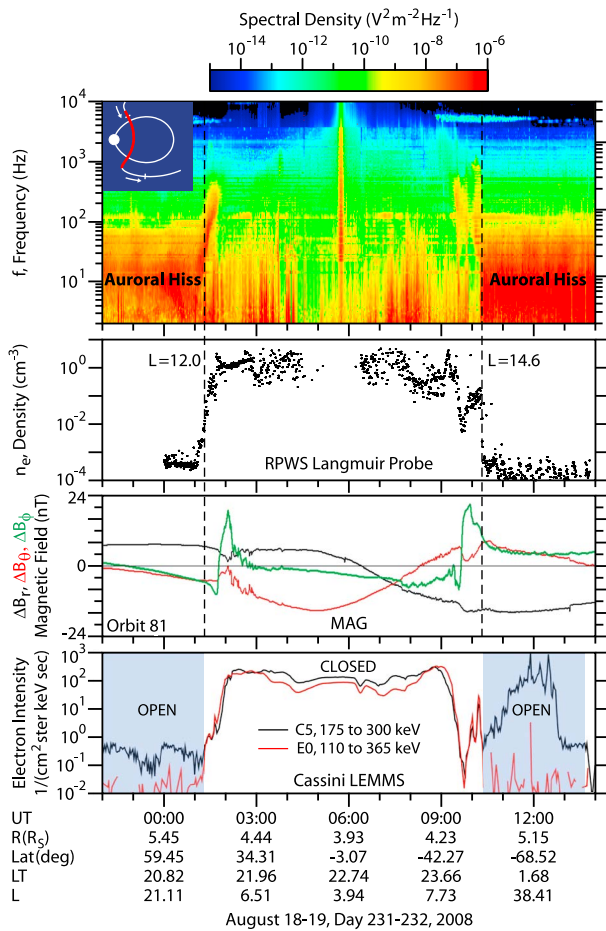 Spectral Density (V²m⁻²Hz⁻¹)
10⁻¹⁴ 10⁻¹² 10⁻¹⁰ 10⁻⁸ 10⁻⁶
f, Frequency (Hz)
10⁴
10³
10²
10¹
Auroral Hiss
Auroral Hiss
nₑ, Density (cm⁻³)
10⁰
10⁻²
10⁻⁴
L=12.0
L=14.6
RPWS Langmuir Probe
ΔBr, ΔBθ, ΔBϕ
Magnetic Field (nT)
24
0
-24
Orbit 81
MAG
Electron Intensity
1/(cm² ster keV sec)
10³
10²
10¹
10⁰
10⁻¹
10⁻²
CLOSED
OPEN
OPEN
C5, 175 to 300 keV
E0, 110 to 365 keV
Cassini LEMMS
UT 00:00 03:00 06:00 09:00 12:00
R(R_S) 5.45 4.44 3.93 4.23 5.15
Lat(deg) 59.45 34.31 -3.07 -42.27 -68.52
LT 20.82 21.96 22.74 23.66 1.68
L 21.11 6.51 3.94 7.73 38.41
August 18-19, Day 231-232, 2008